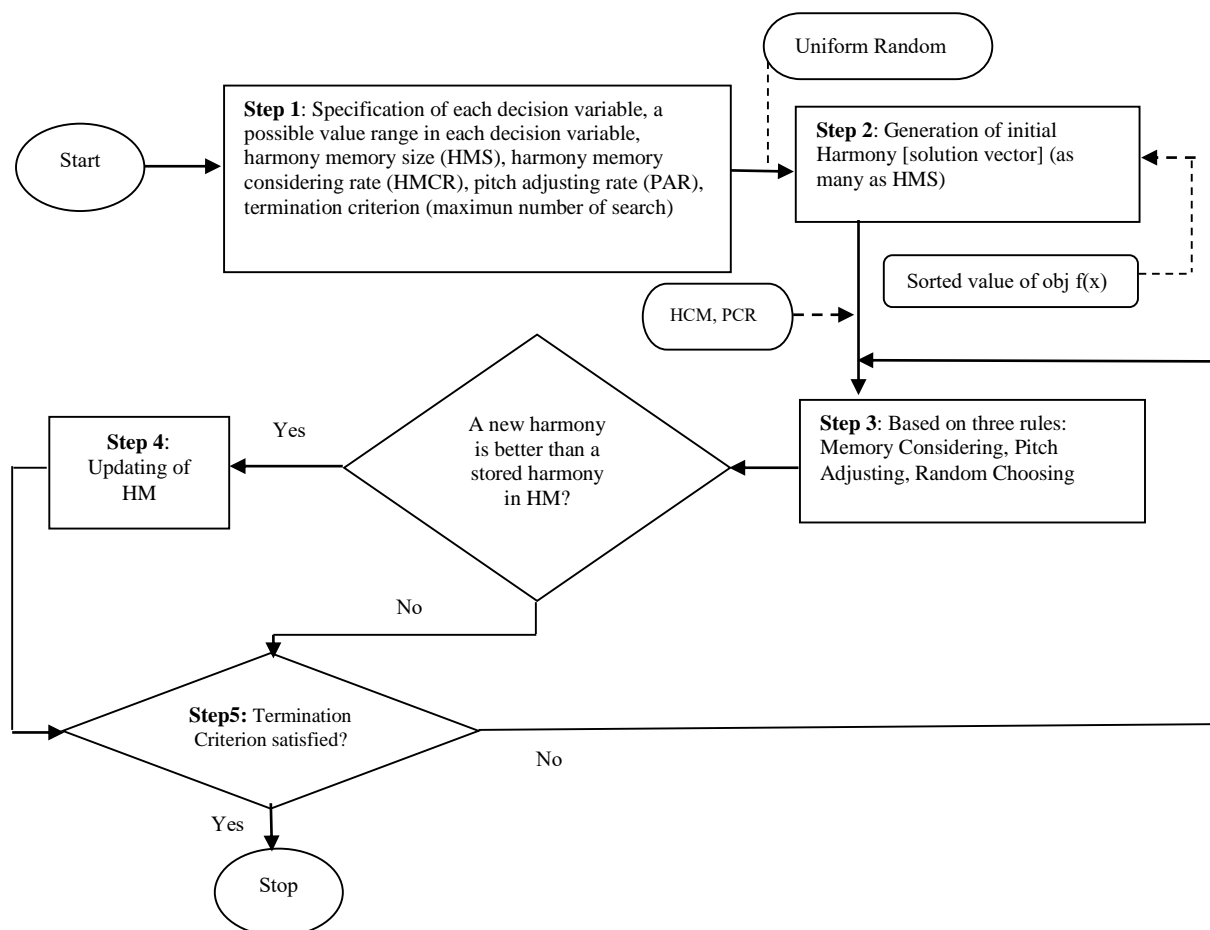 Uniform Random
Start
Step 1: Specification of each decision variable, a
possible value range in each decision variable,
harmony memory size (HMS), harmony memory
considering rate (HMCR), pitch adjusting rate (PAR),
termination criterion (maximun number of search)
Step 2: Generation of initial
Harmony [solution vector] (as
many as HMS)
Sorted value of obj f(x)
HCM, PCR
Step 3: Based on three rules:
Memory Considering, Pitch
Adjusting, Random Choosing
A new harmony
is better than a
stored harmony
in HM?
Yes
Step 4:
Updating of
HM
No
Step5: Termination
Criterion satisfied?
No
Yes
Stop